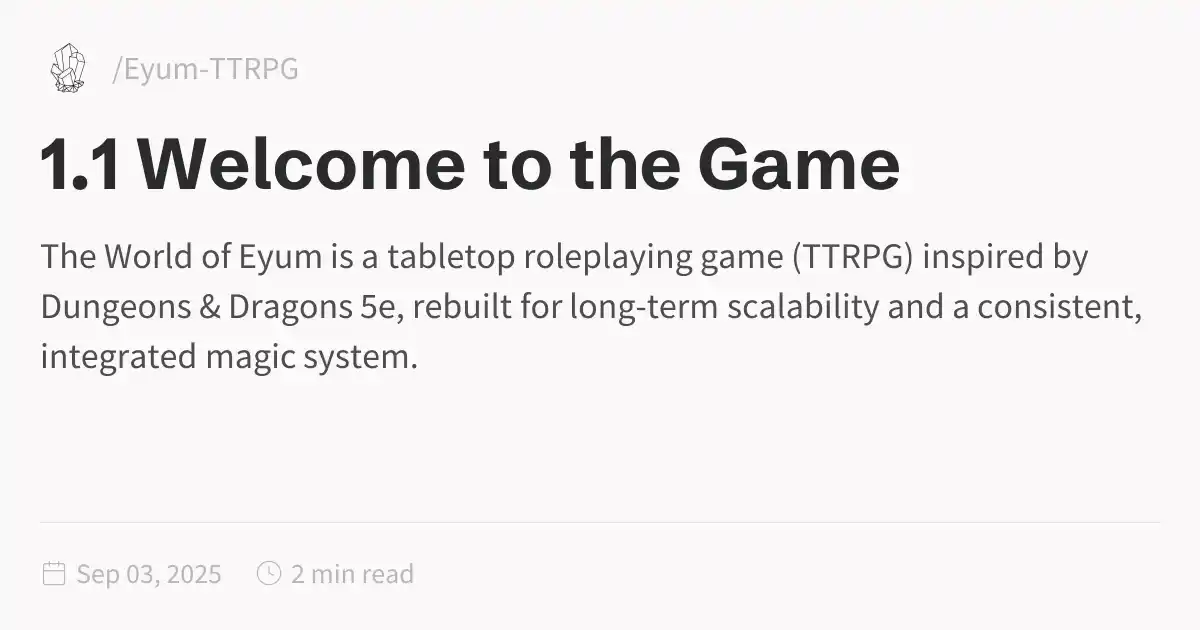 /Eyum-TTRPG
1.1 Welcome to the Game
The World of Eyum is a tabletop roleplaying game (TTRPG) inspired by
Dungeons & Dragons 5e, rebuilt for long-term scalability and a consistent,
integrated magic system.
Sep 03, 2025 2 min read